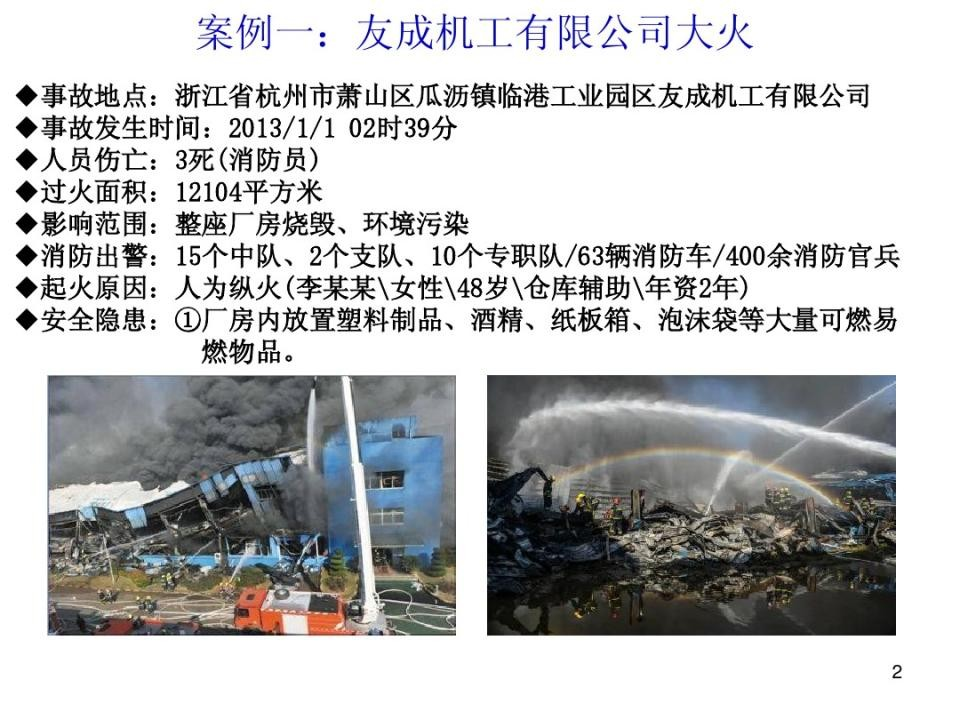 案例一：友成机工有限公司大火
◆事故地点：浙江省杭州市萧山区瓜沥镇临港工业园区友成机工有限公司
◆事故发生时间：2013/1/1 02时39分
◆人员伤亡：3死(消防员)
◆过火面积：12104平方米
◆影响范围：整座厂房烧毁、环境污染
◆消防出警：15个中队、2个支队、10个专职队/63辆消防车/400余消防官兵
◆起火原因：人为纵火(李某某\女性\48岁\仓库辅助\年资2年)
◆安全隐患：①厂房内放置塑料制品、酒精、纸板箱、泡沫袋等大量可燃易
燃物品。
2